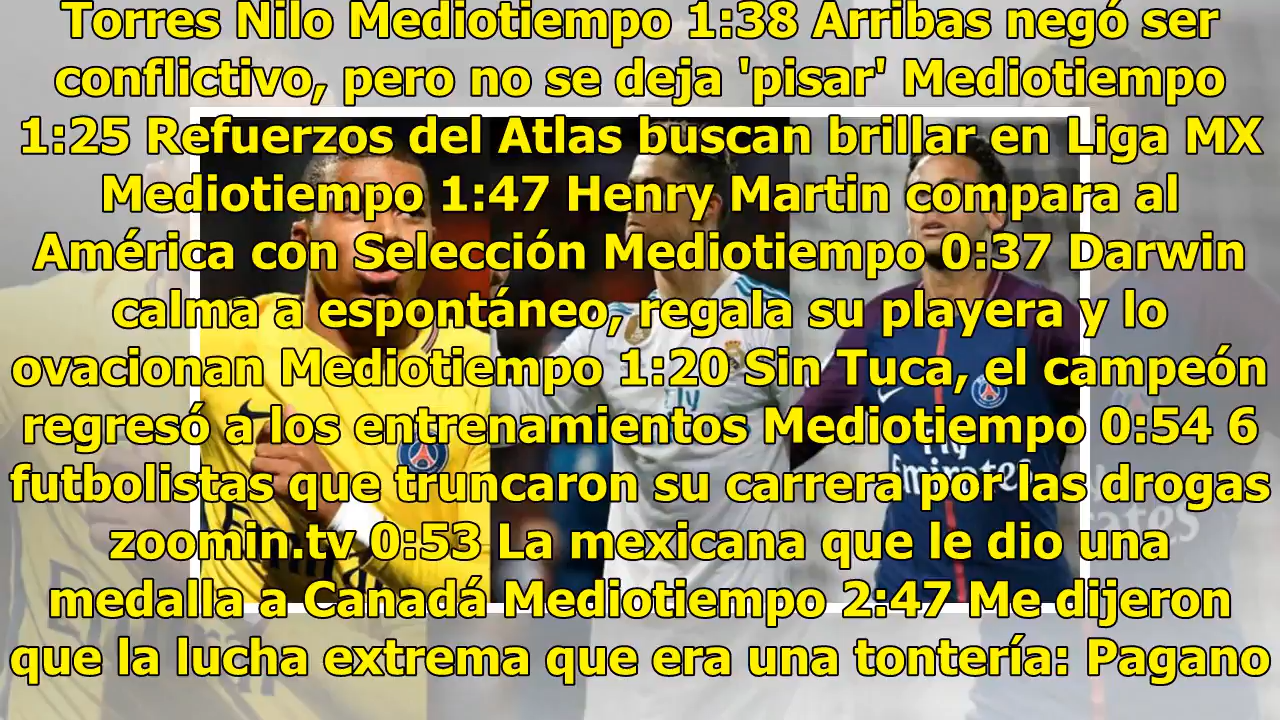 Torres Nilo Mediotiempo 1:38 Arribas negó ser
conflictivo, pero no se deja 'pisar' Mediotiempo
1:25 Refuerzos del Atlas buscan brillar en Liga MX
Mediotiempo 1:47 Henry Martin compara al
América con Selección Mediotiempo 0:37 Darwin
calma a espontáneo, regala su playera y lo
ovacionan Mediotiempo 1:20 Sin Tuca, el campeón
regresó a los entrenamientos Mediotiempo 0:54 6
futbolistas que truncaron su carrera por las drogas
zoomin.tv 0:53 La mexicana que le dio una
medalla a Canadá Mediotiempo 2:47 Me dijeron
que la lucha extrema que era una tontería: Pagano
Fly
Emirates